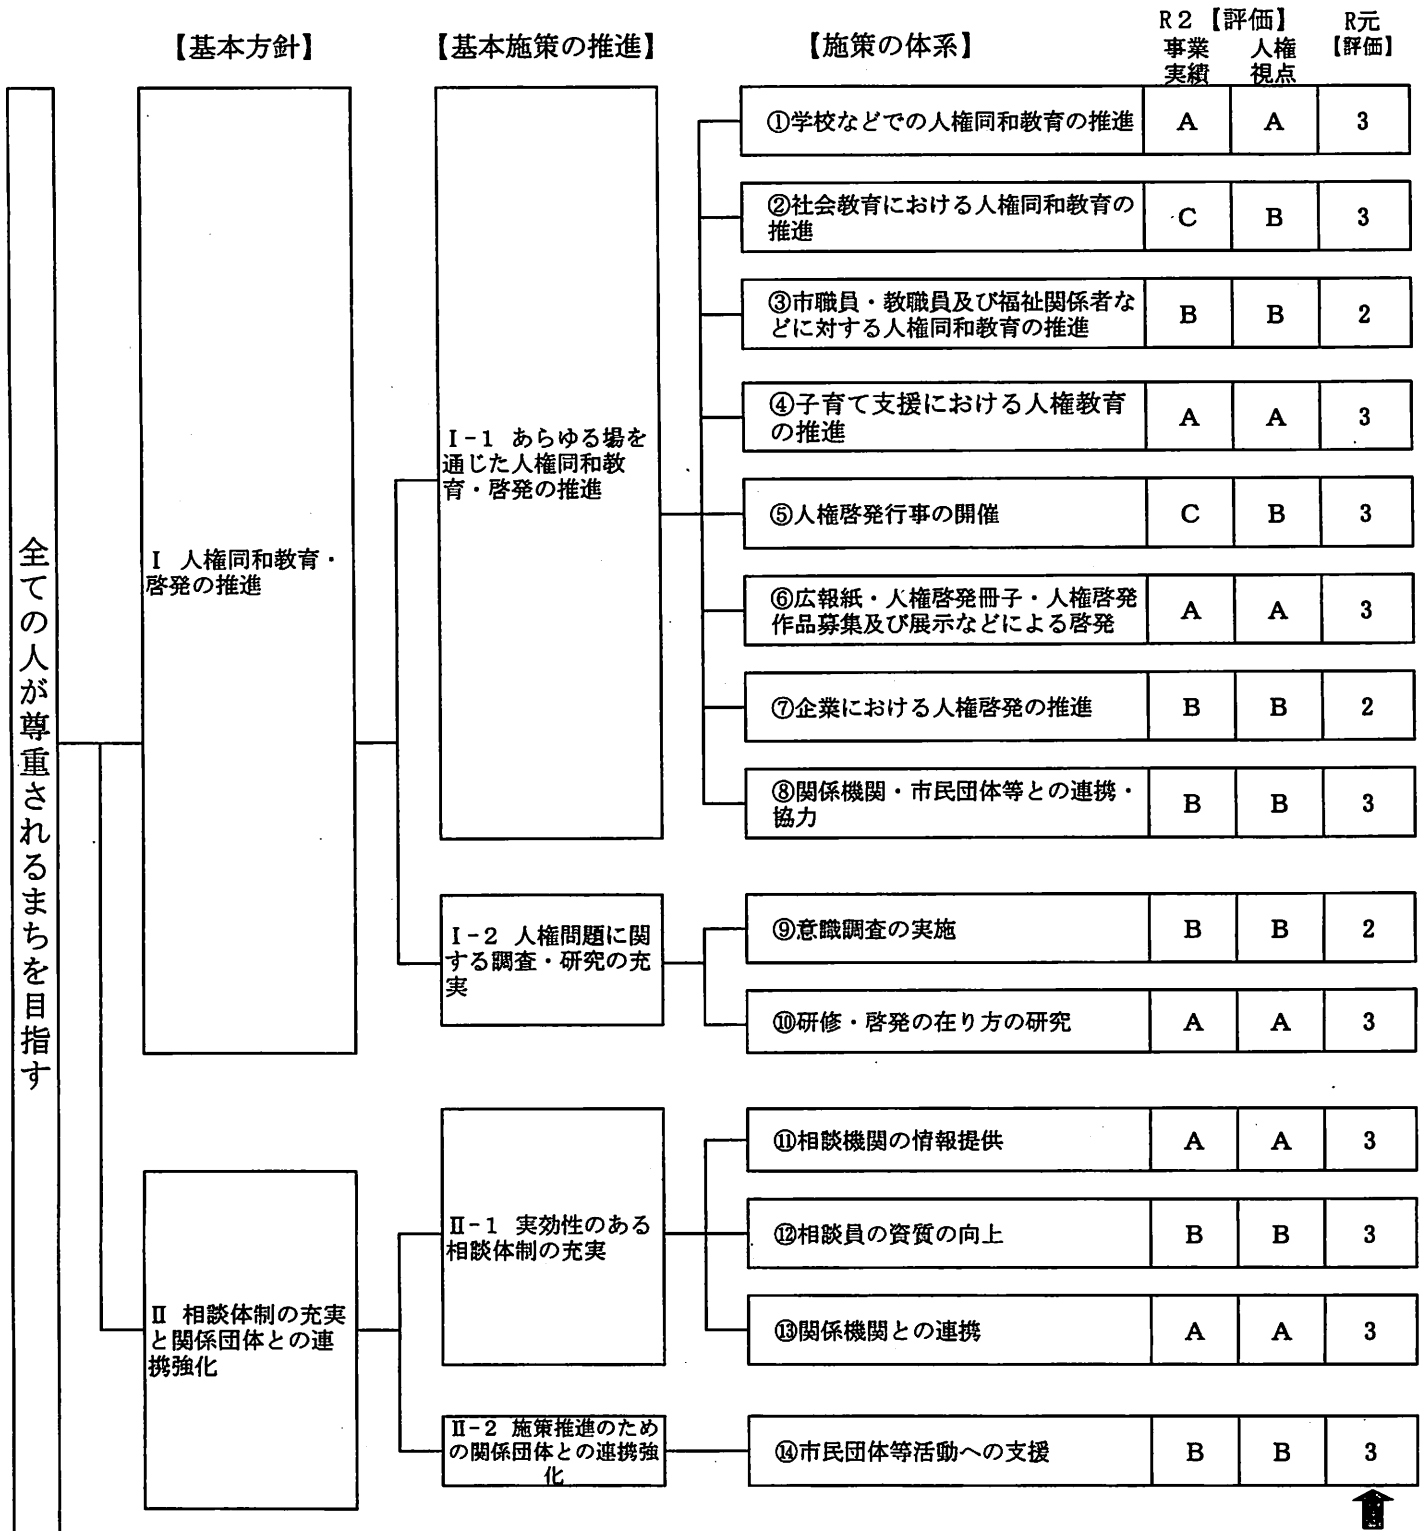 R2【評価】 R元
【基本方針】 【基本施策の推進】 【施策の体系】 事業 人権 【評価】
実績 視点
全ての人が尊重されるまちを目指す
Ⅰ 人権同和教育・
啓発の推進
Ⅰ-1 あらゆる場を
通じた人権同和教
育・啓発の推進
①学校などでの人権同和教育の推進 A A 3
②社会教育における人権同和教育の
推進 C B 3
③市職員・教職員及び福祉関係者な
どに対する人権同和教育の推進 B B 2
④子育て支援における人権教育
の推進 A A 3
⑤人権啓発行事の開催 C B 3
⑥広報紙・人権啓発冊子・人権啓発
作品募集及び展示などによる啓発 A A 3
⑦企業における人権啓発の推進 B B 2
⑧関係機関・市民団体等との連携・
協力 B B 3
Ⅰ-2 人権問題に関
する調査・研究の充
実
⑨意識調査の実施 B B 2
⑩研修・啓発の在り方の研究 A A 3
Ⅱ 相談体制の充実
と関係団体との連
携強化
Ⅱ-1 実効性のある
相談体制の充実
⑪相談機関の情報提供 A A 3
⑫相談員の資質の向上 B B 3
⑬関係機関との連携 A A 3
Ⅱ-2 施策推進のため
の関係団体との連携強
化
⑭市民団体等活動への支援 B B 3